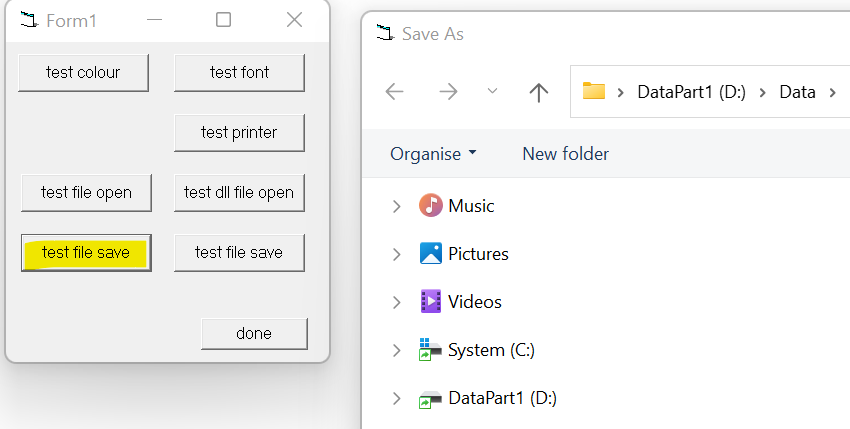 Form1
test colour
test font
test printer
test file open
test dll file open
test file save
test file save
done
Save As
DataPart1 (D:) > Data >
Organise
New folder
Music
Pictures
Videos
System (C:)
DataPart1 (D:)